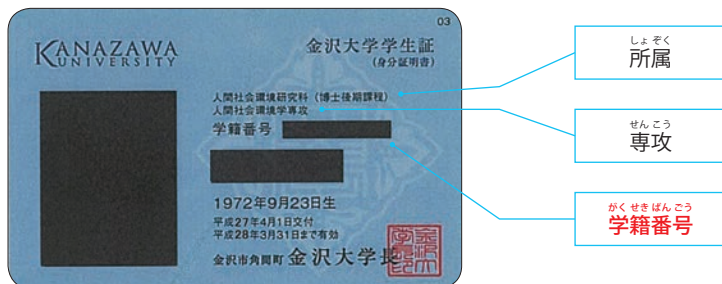 03
KANAZAWA
UNIVERSITY
金沢大学学生証
(身分証明書)
人間社会環境研究科(博士後期課程)
人間社会環境学専攻
学籍番号
1972年9月23日生
平成27年4月1日交付
平成28年3月31日まで有効
金沢市角間町 金沢大学長
しょ ぞく
所属
せん こう
専攻
がく せき ばん ごう
学籍番号